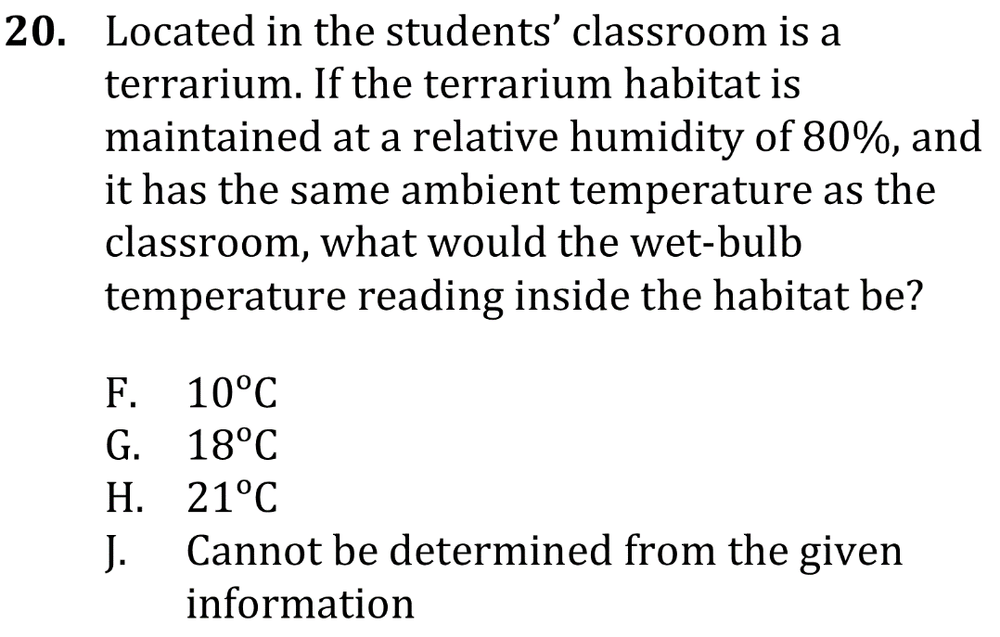 20. Located in the students’ classroom is a
terrarium. If the terrarium habitat is
maintained at a relative humidity of 80%, and
it has the same ambient temperature as the
classroom, what would the wet-bulb
temperature reading inside the habitat be?
F. 10°C
G. 18°C
H. 21°C
J. Cannot be determined from the given
information